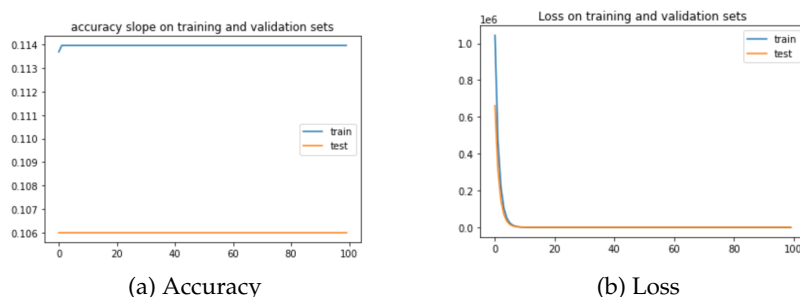 accuracy slope on training and validation sets
0.114
0.113
0.112
0.111
0.110
0.109
0.108
0.107
0.106
train
test
0 20 40 60 80 100
(a) Accuracy
Loss on training and validation sets
1e6
1.0
0.8
0.6
0.4
0.2
0.0
train
test
0 20 40 60 80 100
(b) Loss